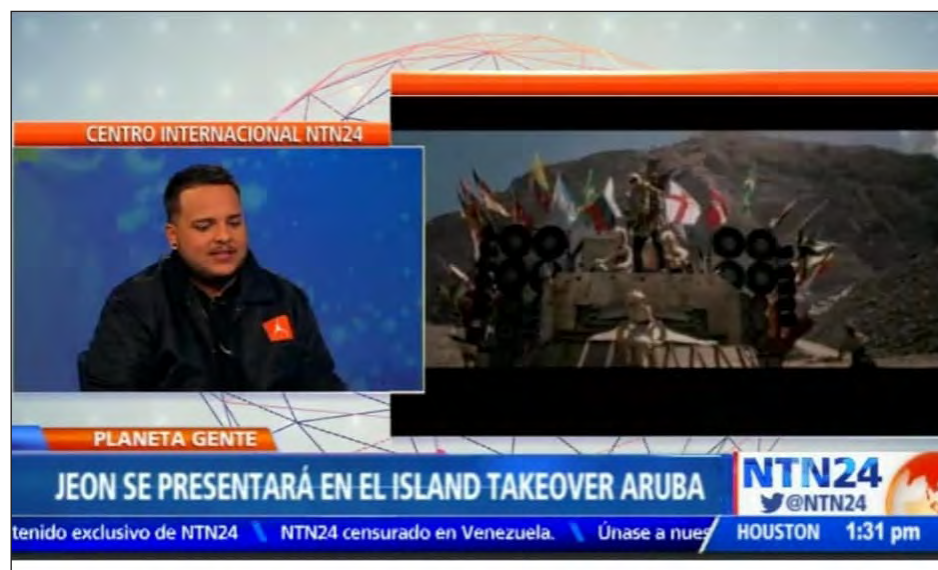 CENTRO INTERNACIONAL NTN24
PLANETA GENTE
JEON SE PRESENTARÁ EN EL ISLAND TAKEOVER ARUBA
NTN24
@NTN24
tenido exclusivo de NTN24 \ NTN24 censurado en Venezuela. \ Únase a nues
HOUSTON 1:31 pm